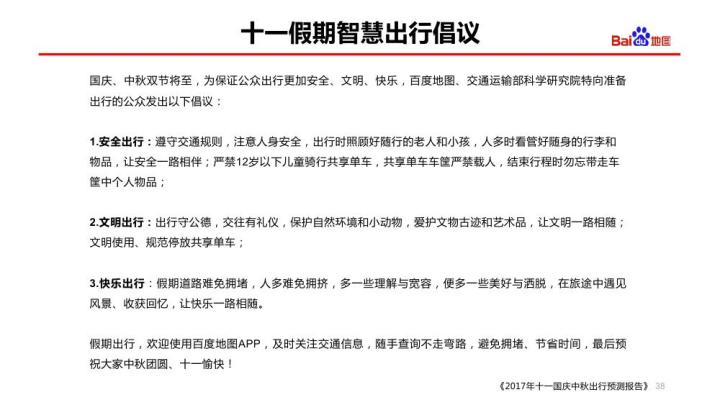 十一假期智慧出行倡议
Bai du 地图
国庆、中秋双节将至，为保证公众出行更加安全、文明、快乐，百度地图、交通运输部科学研究院特向准备
出行的公众发出以下倡议：
1.安全出行：遵守交通规则，注意人身安全，出行时照顾好随行的老人和小孩，人多时看管好随身的行李和
物品，让安全一路相伴；严禁12岁以下儿童骑行共享单车，共享单车车筐严禁载人，结束行程时勿忘带走车
筐中个人物品；
2.文明出行：出行守公德，交往有礼仪，保护自然环境和小动物，爱护文物古迹和艺术品，让文明一路相随；
文明使用、规范停放共享单车；
3.快乐出行：假期道路难免拥堵，人多难免拥挤，多一些理解与宽容，便多一些美好与洒脱，在旅途中遇见
风景、收获回忆，让快乐一路相随。
假期出行，欢迎使用百度地图APP，及时关注交通信息，随手查询不走弯路，避免拥堵、节省时间，最后预
祝大家中秋团圆、十一愉快！
《2017年十一国庆中秋出行预测报告》 38